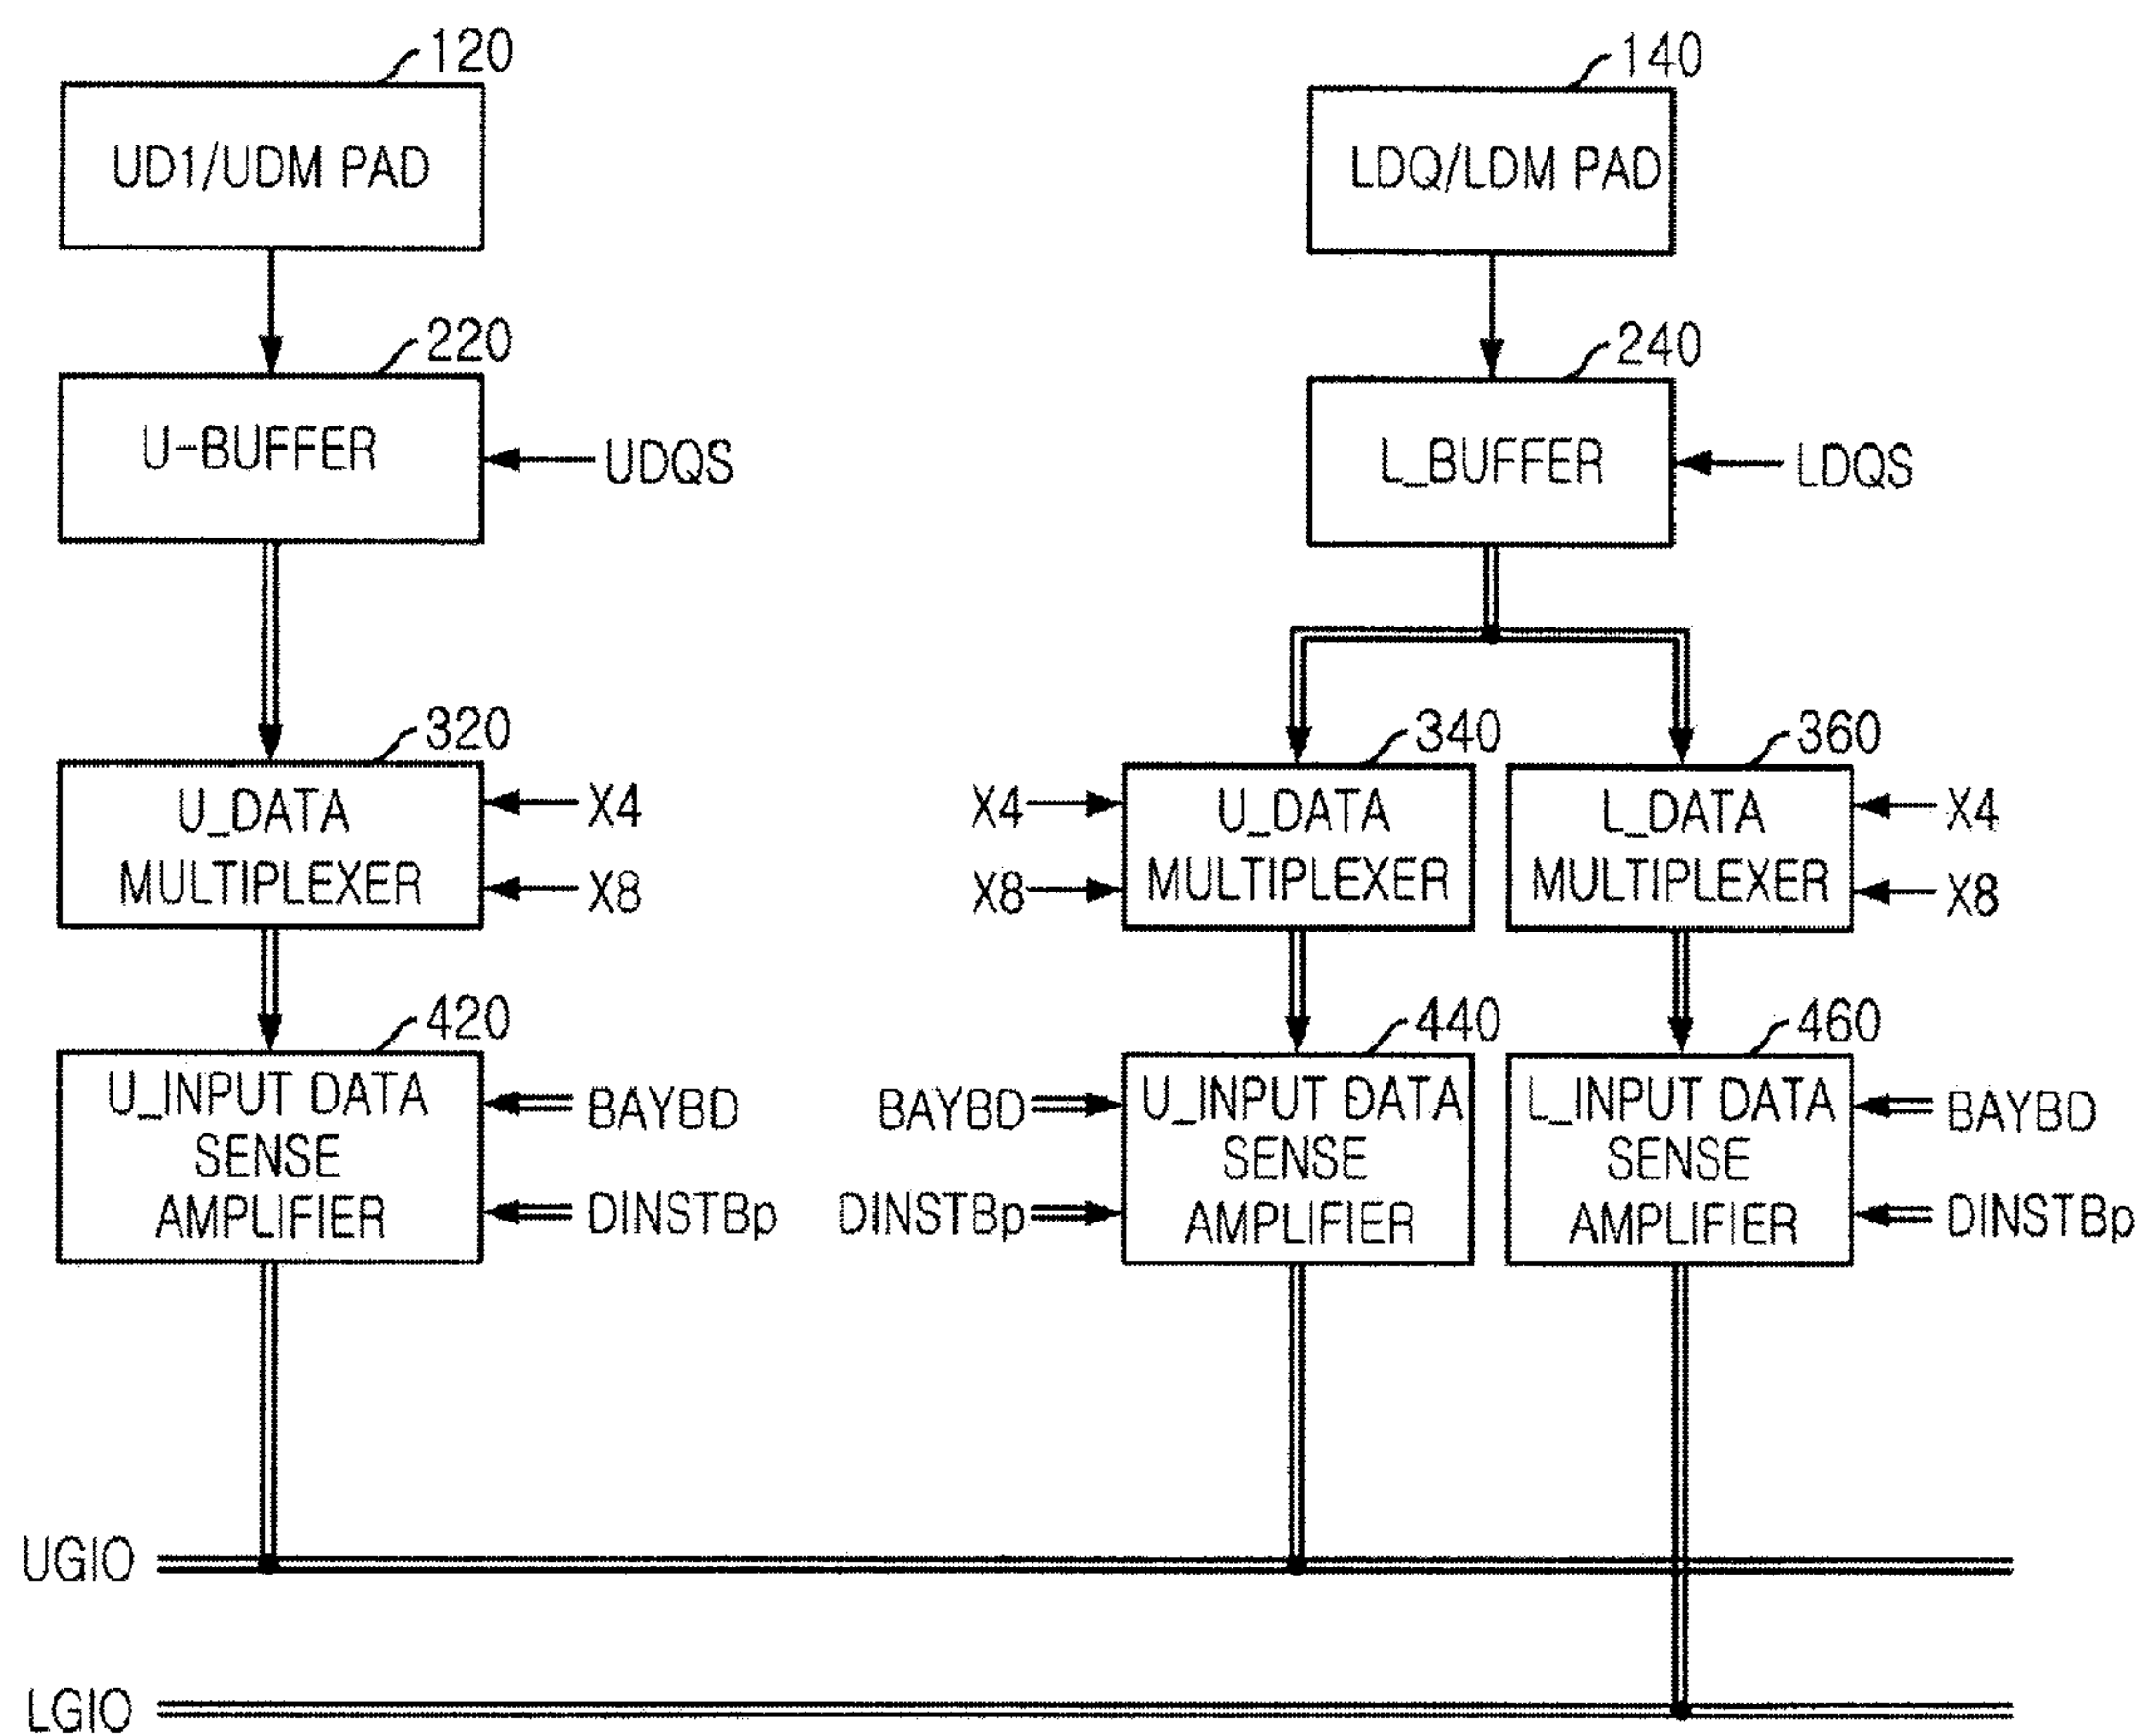 120
UD1/UDM PAD
140
LDQ/LDM PAD
220
U-BUFFER
UDQS
240
L_BUFFER
LDQS
320
U_DATA
MULTIPLEXER
X4
X8
340
X4
X8
U_DATA
MULTIPLEXER
360
L_DATA
MULTIPLEXER
X4
X8
420
U_INPUT DATA
SENSE
AMPLIFIER
BAYBD
DINSTBp
440
BAYBD
DINSTBp
U_INPUT DATA
SENSE
AMPLIFIER
460
L_INPUT DATA
SENSE
AMPLIFIER
BAYBD
DINSTBp
UGIO
LGIO